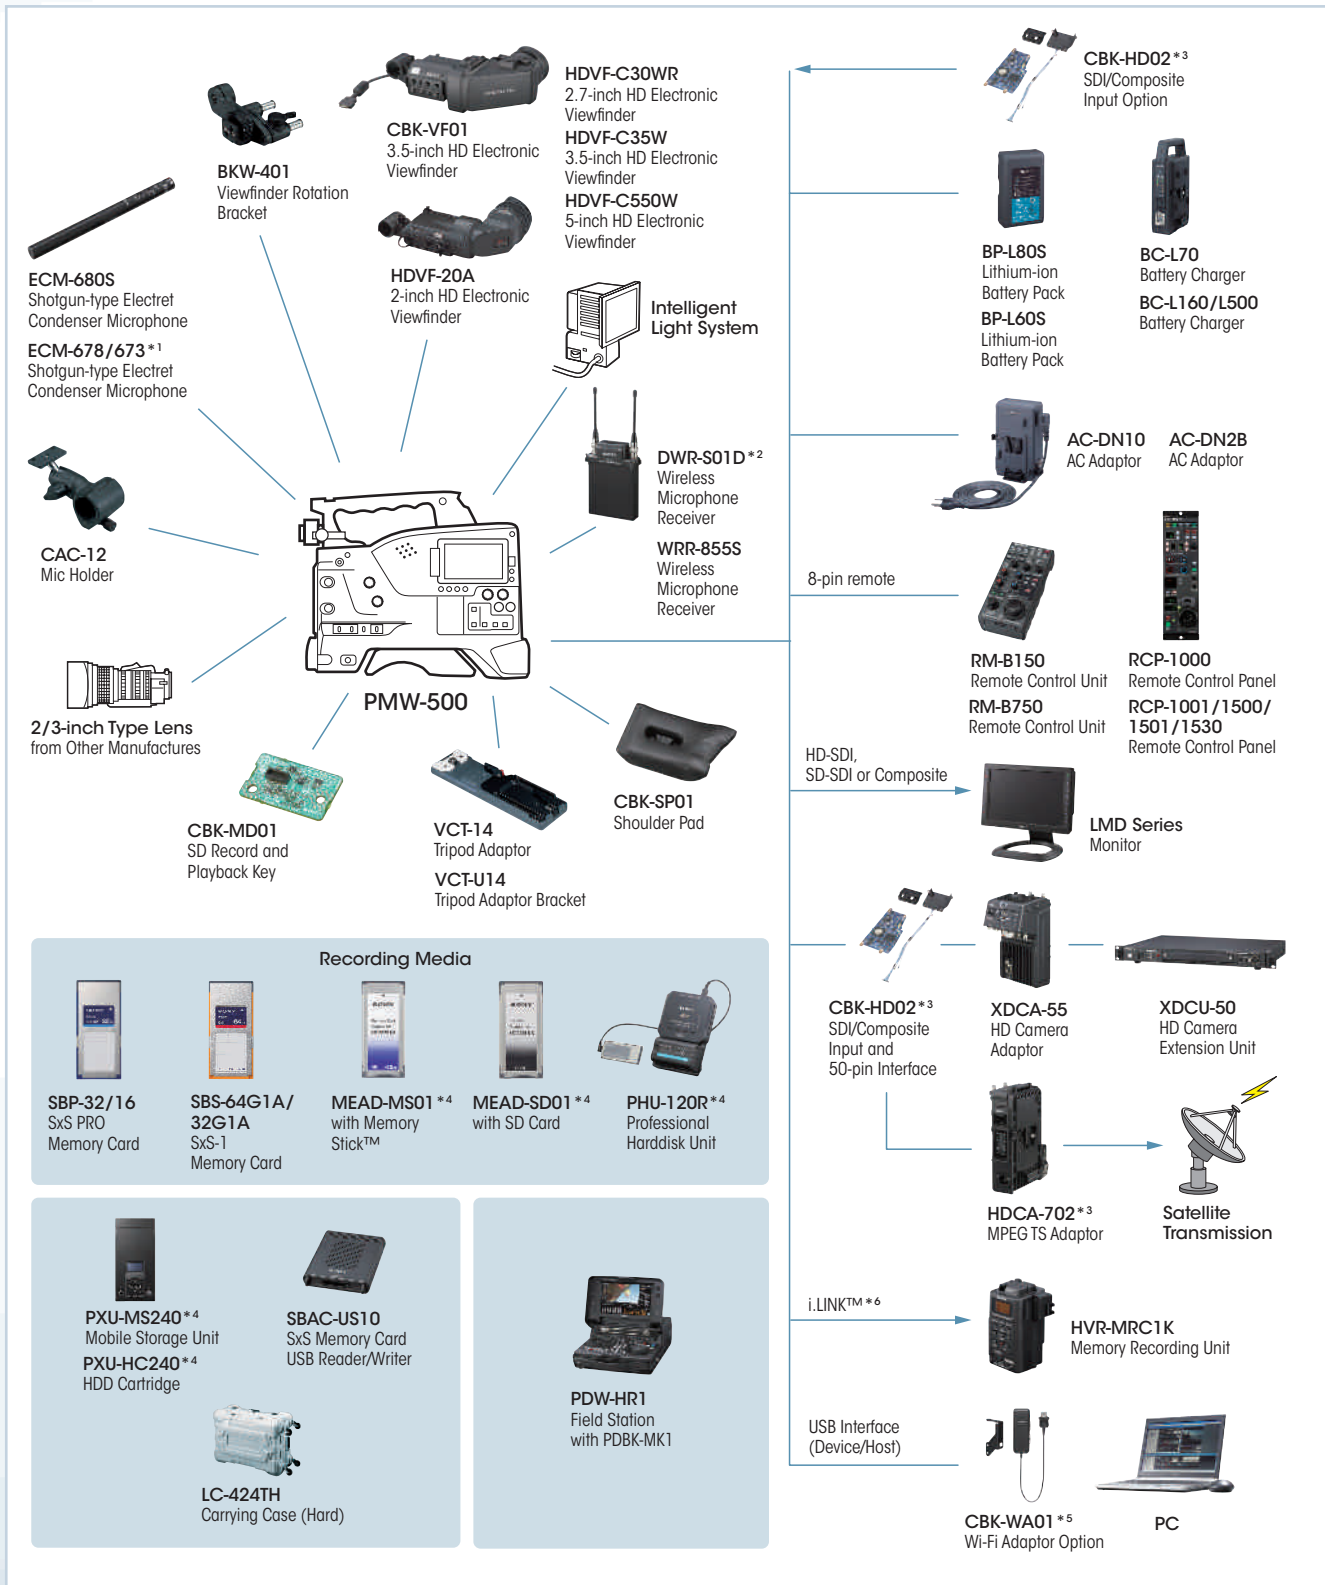 CBK-HD02*3
SDI/Composite
Input Option
HDVF-C30WR
2.7-inch HD Electronic
Viewfinder
HDVF-C35W
3.5-inch HD Electronic
Viewfinder
HDVF-C550W
5-inch HD Electronic
Viewfinder
CBK-VF01
3.5-inch HD Electronic
Viewfinder
BKW-401
Viewfinder Rotation
Bracket
HDVF-20A
2-inch HD Electronic
Viewfinder
ECM-680S
Shotgun-type Electret
Condenser Microphone
ECM-678/673*1
Shotgun-type Electret
Condenser Microphone
Intelligent
Light System
BP-L80S
Lithium-ion
Battery Pack
BP-L60S
Lithium-ion
Battery Pack
BC-L70
Battery Charger
BC-L160/L500
Battery Charger
DWR-S01D*2
Wireless
Microphone
Receiver
WRR-855S
Wireless
Microphone
Receiver
AC-DN10
AC Adaptor
AC-DN2B
AC Adaptor
CAC-12
Mic Holder
8-pin remote
RM-B150
Remote Control Unit
RM-B750
Remote Control Unit
RCP-1000
Remote Control Panel
RCP-1001/1500/
1501/1530
Remote Control Panel
PMW-500
2/3-inch Type Lens
from Other Manufactures
CBK-MD01
SD Record and
Playback Key
VCT-14
Tripod Adaptor
VCT-U14
Tripod Adaptor Bracket
CBK-SP01
Shoulder Pad
HD-SDI,
SD-SDI or Composite
LMD Series
Monitor
CBK-HD02*3
SDI/Composite
Input and
50-pin Interface
XDCA-55
HD Camera
Adaptor
XDCU-50
HD Camera
Extension Unit
Recording Media
SBP-32/16
SxS PRO
Memory Card
SBS-64G1A/
32G1A
SxS-1
Memory Card
MEAD-MS01*4
with Memory
Stick™
MEAD-SD01*4
with SD Card
PHU-120R*4
Professional
Harddisk Unit
HDCA-702*3
MPEG TS Adaptor
Satellite
Transmission
PXU-MS240*4
Mobile Storage Unit
PXU-HC240*4
HDD Cartridge
SBAC-US10
SxS Memory Card
USB Reader/Writer
LC-424TH
Carrying Case (Hard)
PDW-HR1
Field Station
with PDBK-MK1
i.LINK™*6
HVR-MRC1K
Memory Recording Unit
USB Interface
(Device/Host)
CBK-WA01*5
Wi-Fi Adaptor Option
PC